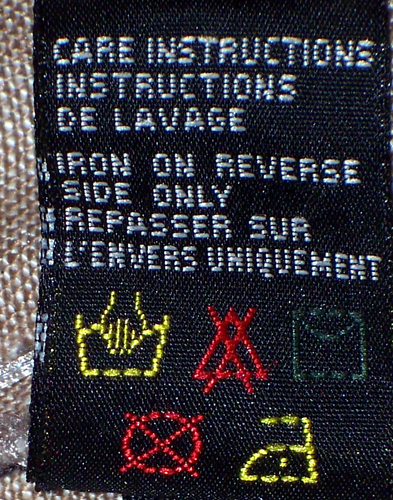 CARE INSTRUCTIONS
INSTRUCTIONS
DE LAVAGE
IRON ON REVERSE
SIDE ONLY
REPASSER SUR
L'ENVERS UNIQUEMENT